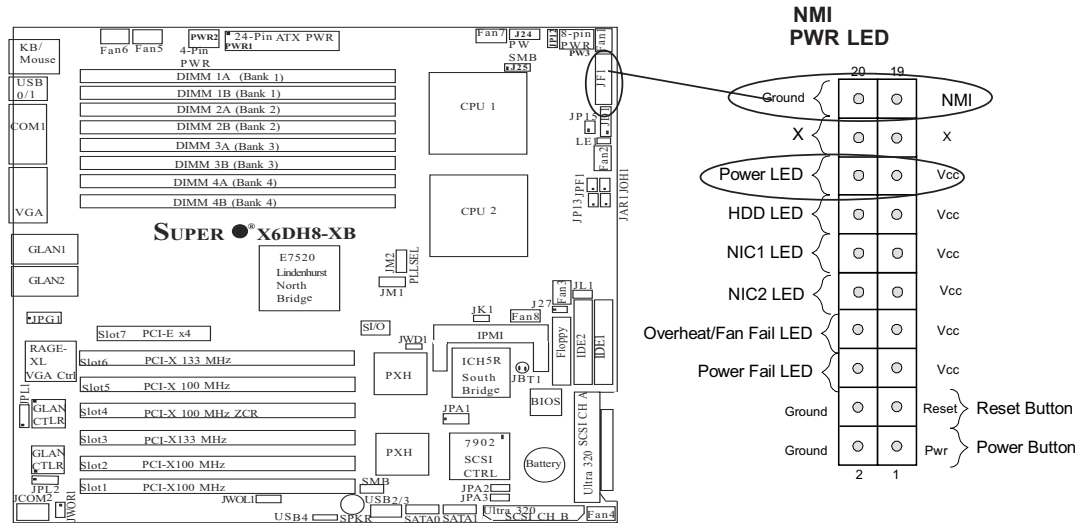 NMI
PWR LED
Fan6
Fan5
PWR2
4-Pin
PWR
24-Pin ATX PWR
PWR1
Fan7
J24
PW
SMB
J25
JP12
8-pin
PWR
PW3
Fan1
JF1
KB/
Mouse
USB
0/1
COM1
VGA
GLAN1
GLAN2
DIMM 1A (Bank 1)
DIMM 1B (Bank 1)
DIMM 2A (Bank 2)
DIMM 2B (Bank 2)
DIMM 3A (Bank 3)
DIMM 3B (Bank 3)
DIMM 4A (Bank 4)
DIMM 4B (Bank 4)
CPU 1
CPU 2
JP15
JD1
LE1
Fan2
JPF1
JP13
JOH1
JAR1
SUPER ●® X6DH8-XB
E7520
Lindenhurst
North
Bridge
JM2
PLLSEL
JM1
JPG1
Slot7 PCI-E x4
SI/O
JK1
Fan8
J27
Fan3
JL1
RAGE-
XL
VGA Ctrl
JPL1
GLAN
CTLR
GLAN
CTLR
JPL2
JCOM2
JWOR1
Slot6 PCI-X 133 MHz
Slot5 PCI-X 100 MHz
Slot4 PCI-X 100 MHz ZCR
Slot3 PCI-X133 MHz
Slot2 PCI-X100 MHz
Slot1 PCI-X100 MHz
JWD1
IPMI
PXH
ICH5R
South
Bridge
JBT1
Floppy
IDE2
IDE1
BIOS
JPA1
PXH
7902
SCSI
CTRL
Battery
Ultra 320 SCSI CH A
JWOL1
SMB
USB4
SPKR
USB2/3
SATA0
SATA1
JPA2
JPA3
Ultra 320
SCSI CH B
Fan4
20 19
Ground NMI
X X
Power LED Vcc
HDD LED Vcc
NIC1 LED Vcc
NIC2 LED Vcc
Overheat/Fan Fail LED Vcc
Power Fail LED Vcc
Ground Reset Reset Button
Ground Pwr Power Button
2 1